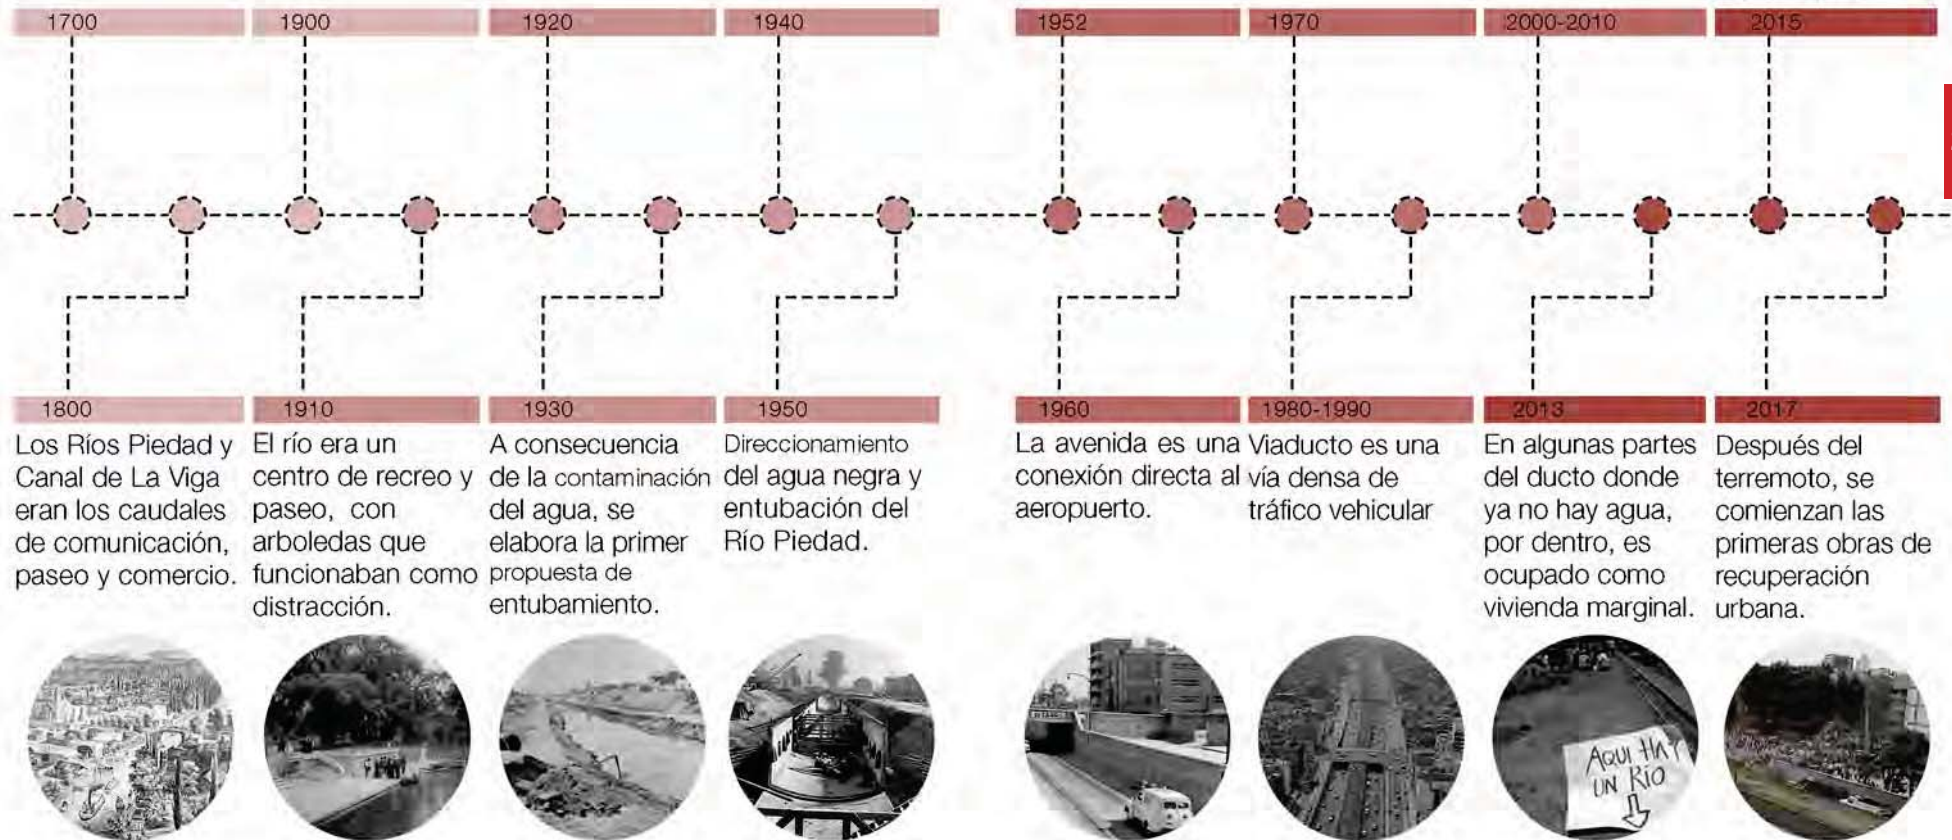 1700
1900
1920
1940
1952
1970
2000-2010
2015
1800
Los Ríos Piedad y
Canal de La Viga
eran los caudales
de comunicación,
paseo y comercio.
1910
El río era un
centro de recreo y
paseo, con
arboledas que
funcionaban como
distracción.
1930
A consecuencia
de la contaminación
del agua, se
elabora la primer
propuesta de
entubamiento.
1950
Direccionamiento
del agua negra y
entubación del
Río Piedad.
1960
La avenida es una
conexión directa al
aeropuerto.
1980-1990
Viaducto es una
vía densa de
tráfico vehicular
2013
En algunas partes
del ducto donde
ya no hay agua,
por dentro, es
ocupado como
vivienda marginal.
2017
Después del
terremoto, se
comienzan las
primeras obras de
recuperación
urbana.
AQUI HAY
UN RÍO